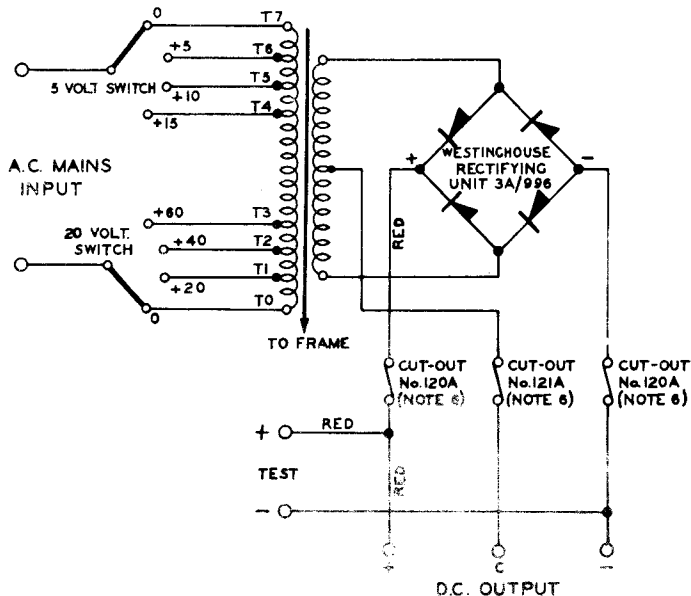 0
T7
+5
T6
5 VOLT SWITCH
+10
T5
+15
T4
A.C. MAINS
INPUT
+60
T3
20 VOLT.
SWITCH
+40
T2
+20
T1
0
T0
TO FRAME
+
WESTINGHOUSE
RECTIFYING
UNIT 3A/996
-
RED
CUT-OUT
No.120A
(NOTE 6)
CUT-OUT
No.121A
(NOTE 6)
CUT-OUT
No.120A
(NOTE 6)
+
RED
TEST
RED
-
+
C
-
D.C. OUTPUT